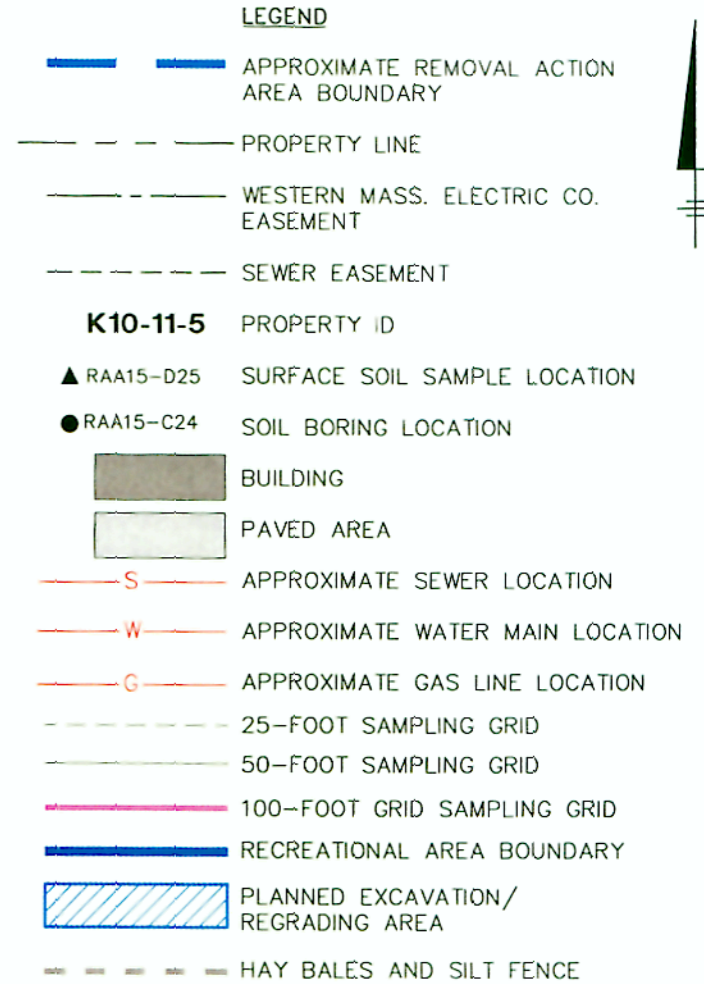 LEGEND
APPROXIMATE REMOVAL ACTION
AREA BOUNDARY
PROPERTY LINE
WESTERN MASS. ELECTRIC CO.
EASEMENT
SEWER EASEMENT
K10-11-5 PROPERTY ID
RAA15-D25 SURFACE SOIL SAMPLE LOCATION
RAA15-C24 SOIL BORING LOCATION
BUILDING
PAVED AREA
S APPROXIMATE SEWER LOCATION
W APPROXIMATE WATER MAIN LOCATION
G APPROXIMATE GAS LINE LOCATION
25-FOOT SAMPLING GRID
50-FOOT SAMPLING GRID
100-FOOT GRID SAMPLING GRID
RECREATIONAL AREA BOUNDARY
PLANNED EXCAVATION/
REGRADING AREA
HAY BALES AND SILT FENCE